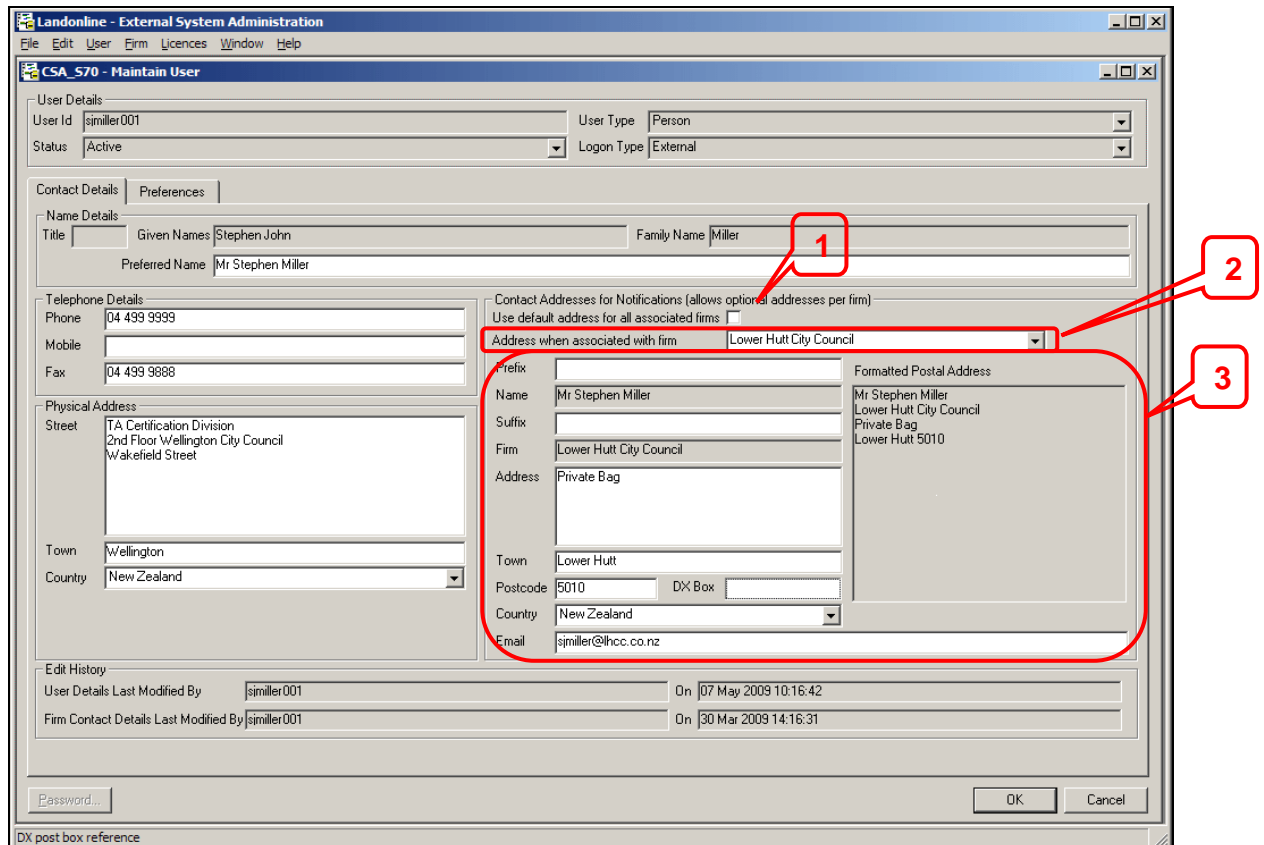 Landonline - External System Administration
File Edit User Firm Licences Window Help
CSA_S70 - Maintain User
User Details
User Id sjmiller001 User Type Person
Status Active Logon Type External
Contact Details Preferences
Name Details
Title Given Names Stephen John Family Name Miller
Preferred Name Mr Stephen Miller
1
2
3
Telephone Details
Phone 04 499 9999
Mobile
Fax 04 499 9888
Physical Address
Street TA Certification Division
2nd Floor Wellington City Council
Wakefield Street
Town Wellington
Country New Zealand
Contact Addresses for Notifications (allows optional addresses per firm)
Use default address for all associated firms
Address when associated with firm Lower Hutt City Council
Prefix
Name Mr Stephen Miller
Suffix
Firm Lower Hutt City Council
Address Private Bag
Town Lower Hutt
Postcode 5010 DX Box
Country New Zealand
Email sjmiller@lhcc.co.nz
Formatted Postal Address
Mr Stephen Miller
Lower Hutt City Council
Private Bag
Lower Hutt 5010
Edit History
User Details Last Modified By sjmiller001 On 07 May 2009 10:16:42
Firm Contact Details Last Modified By sjmiller001 On 30 Mar 2009 14:16:31
Password... OK Cancel
DX post box reference